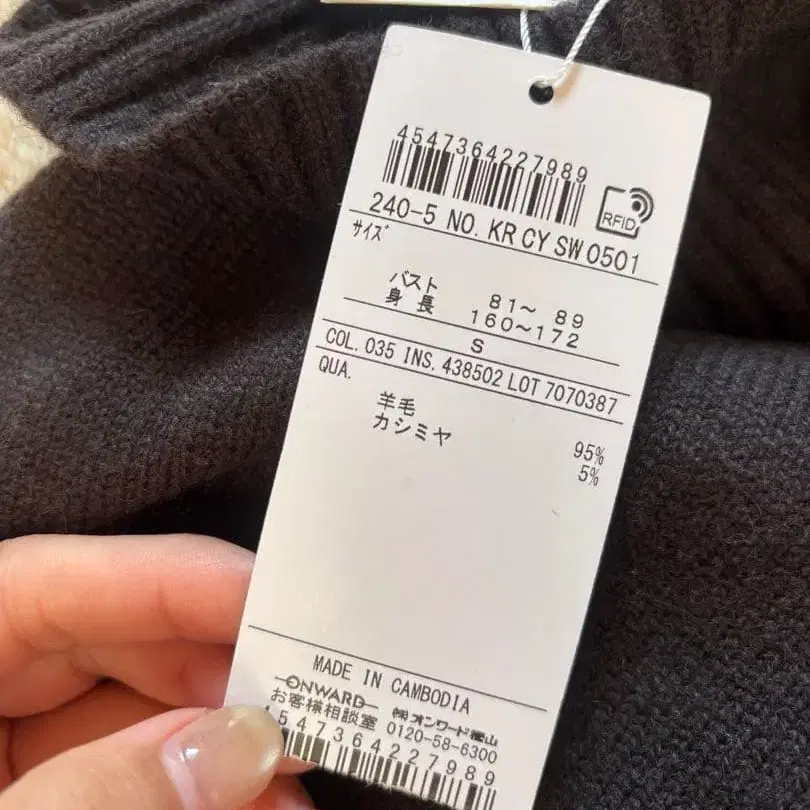 4547364227989
RFID
240-5 NO. KR CY SW 0501
サイズ
バスト 81～ 89
身長 160～172
S
COL. 035 INS. 438502 LOT 7070387
QUA.
羊毛 95%
カシミヤ 5%
MADE IN CAMBODIA
ONWARD ㈱オンワード樫山
お客様相談室 0120-58-6300
4547364227989